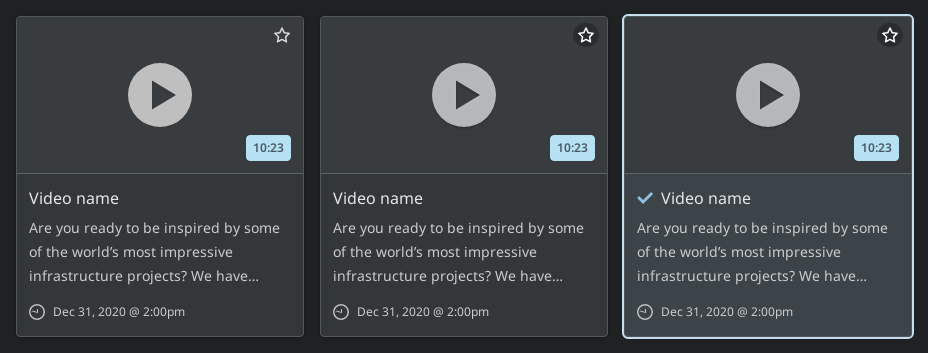 10:23
Video name
Are you ready to be inspired by some
of the world’s most impressive
infrastructure projects? We have...
Dec 31, 2020 @ 2:00pm
10:23
Video name
Are you ready to be inspired by some
of the world’s most impressive
infrastructure projects? We have...
Dec 31, 2020 @ 2:00pm
10:23
Video name
Are you ready to be inspired by some
of the world’s most impressive
infrastructure projects? We have...
Dec 31, 2020 @ 2:00pm